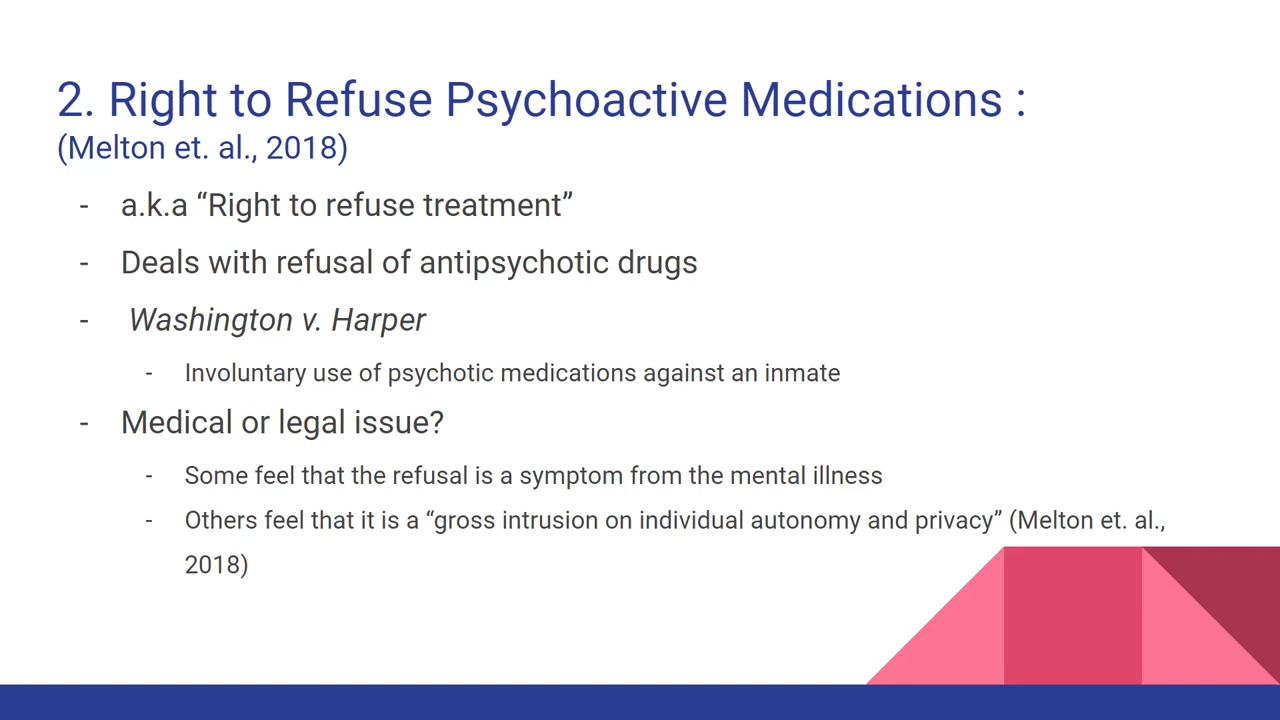 2. Right to Refuse Psychoactive Medications :
(Melton et. al., 2018)
- a.k.a “Right to refuse treatment”
- Deals with refusal of antipsychotic drugs
- Washington v. Harper
- Involuntary use of psychotic medications against an inmate
- Medical or legal issue?
- Some feel that the refusal is a symptom from the mental illness
- Others feel that it is a “gross intrusion on individual autonomy and privacy” (Melton et. al.,
2018)